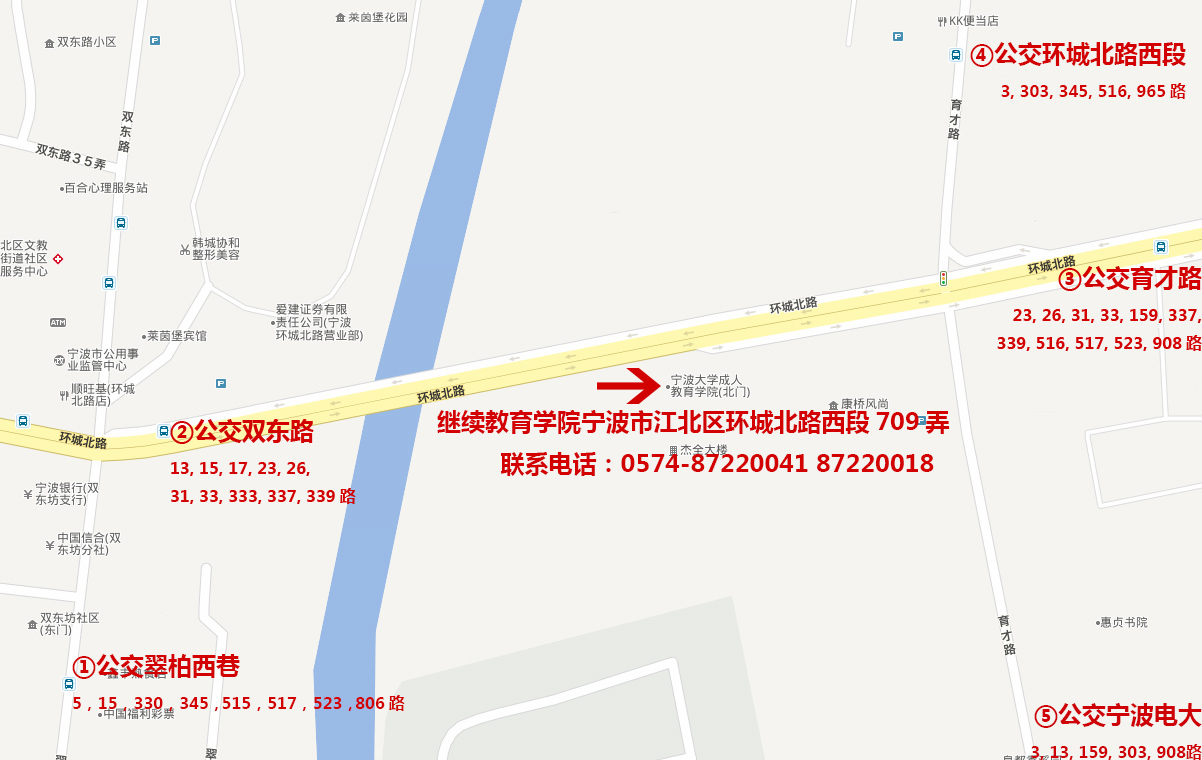 莱茵堡花园
KK便当店
双东路小区
P
P
④公交环城北路西段
3, 303, 345, 516, 965 路
双东路
育才路
双东路35弄
百合心理服务站
北区文教
街道社区
服务中心
韩城协和
整形美容
环城北路
③公交育才路
23, 26, 31, 33, 159, 337,
339, 516, 517, 523, 908 路
爱建证券有限
责任公司(宁波
环城北路营业部)
环城北路
ATM
莱茵堡宾馆
宁波市公用事
业监管中心
P
顺旺基(环城
北路店)
环城北路
宁波大学成人
教育学院(北门)
康桥风尚
P
继续教育学院宁波市江北区环城北路西段 709 弄
杰全大楼
联系电话：0574-87220041 87220018
环城北路
②公交双东路
13, 15, 17, 23, 26,
31, 33, 333, 337, 339 路
宁波银行(双
东坊支行)
中国信合(双
东坊分社)
双东坊社区
(东门)
育才路
惠贞书院
①公交翠柏西巷
5，15，330，345 , 515，517，523 , 806 路
中国福利彩票
翠
⑤公交宁波电大
3, 13, 159, 303, 908路